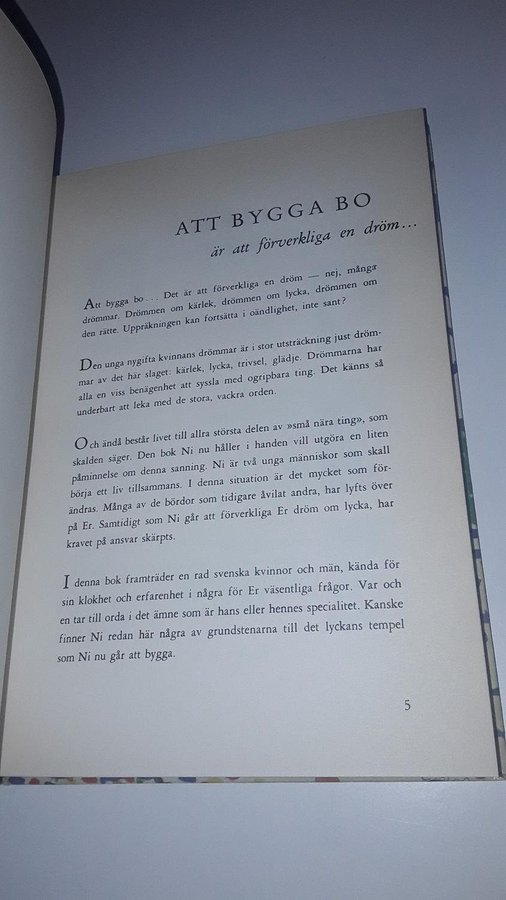 ATT BYGGA BO
är att förverkliga en dröm...
Att bygga bo... Det är att förverkliga en dröm — nej, många
drömmar. Drömmen om kärlek, drömmen om lycka, drömmen om
den rätte. Uppräkningen kan fortsätta i oändlighet, inte sant?
Den unga nygifta kvinnans drömmar är i stor utsträckning just dröm-
mar av det här slaget: kärlek, lycka, trivsel, glädje. Drömmarna har
alla en viss benägenhet att syssla med ogripbara ting. Det känns så
underbart att leka med de stora, vackra orden.
Och ändå består livet till allra största delen av »små nära ting», som
skalden säger. Den bok Ni nu håller i handen vill utgöra en liten
påminnelse om denna sanning. Ni är två unga människor som skall
börja ett liv tillsammans. I denna situation är det mycket som för-
ändras. Många av de bördor som tidigare åvilat andra, har lyfts över
på Er. Samtidigt som Ni går att förverkliga Er dröm om lycka, har
kravet på ansvar skärpts.
I denna bok framträder en rad svenska kvinnor och män, kända för
sin klokhet och erfarenhet i några för Er väsentliga frågor. Var och
en tar till orda i det ämne som är hans eller hennes specialitet. Kanske
finner Ni redan här några av grundstenarna till det lyckans tempel
som Ni nu går att bygga.
5